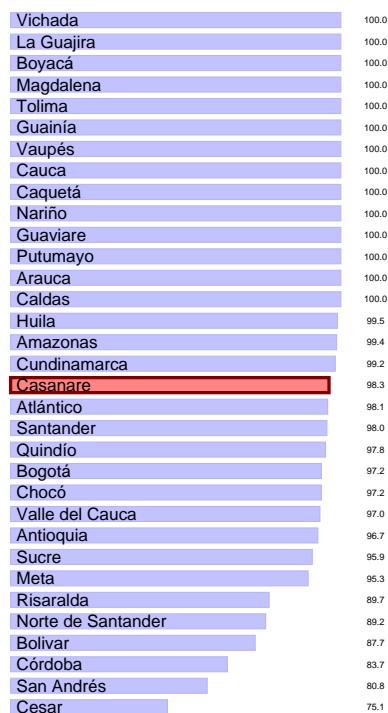 Vichada 100.0
La Guajira 100.0
Boyacá 100.0
Magdalena 100.0
Tolima 100.0
Guainía 100.0
Vaupés 100.0
Cauca 100.0
Caquetá 100.0
Nariño 100.0
Guaviare 100.0
Putumayo 100.0
Arauca 100.0
Caldas 100.0
Huila 99.5
Amazonas 99.4
Cundinamarca 99.2
Casanare 98.3
Atlántico 98.1
Santander 98.0
Quindío 97.8
Bogotá 97.2
Chocó 97.2
Valle del Cauca 97.0
Antioquia 96.7
Sucre 95.9
Meta 95.3
Risaralda 89.7
Norte de Santander 89.2
Bolivar 87.7
Córdoba 83.7
San Andrés 80.8
Cesar 75.1